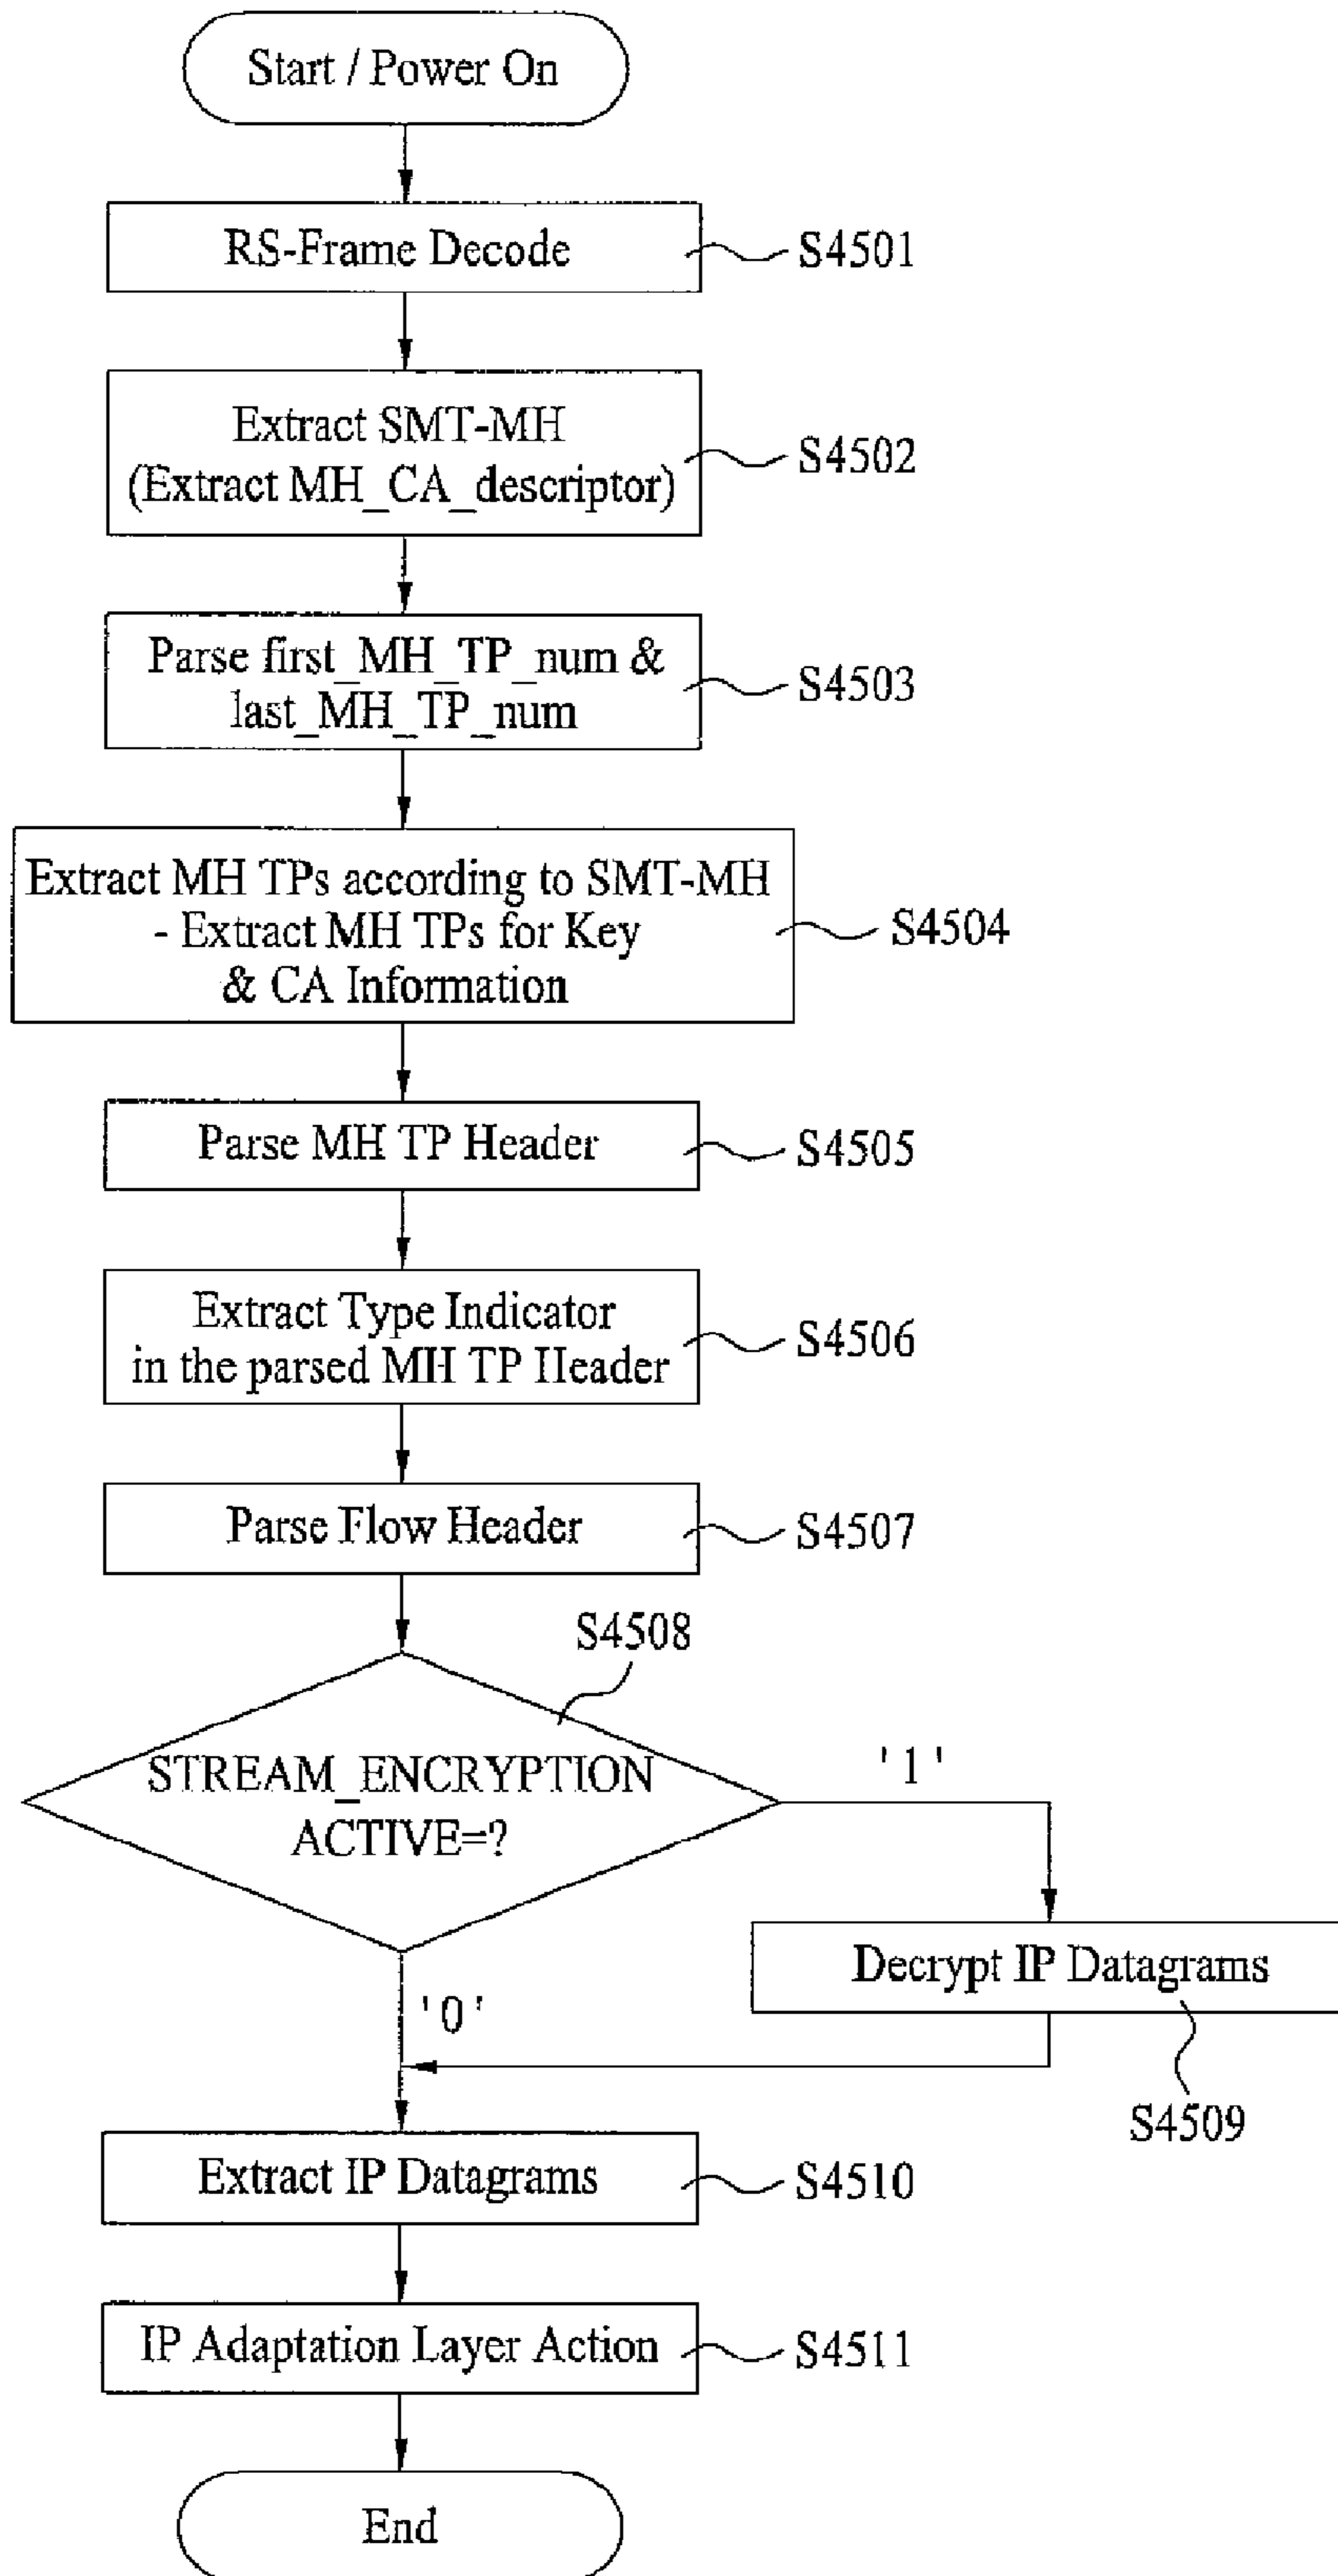 Start / Power On
RS-Frame Decode
S4501
Extract SMT-MH
(Extract MH_CA_descriptor)
S4502
Parse first_MH_TP_num &
last_MH_TP_num
S4503
Extract MH TPs according to SMT-MH
- Extract MH TPs for Key
& CA Information
S4504
Parse MH TP Header
S4505
Extract Type Indicator
in the parsed MH TP Header
S4506
Parse Flow Header
S4507
S4508
STREAM_ENCRYPTION
ACTIVE=?
'1'
Decrypt IP Datagrams
'0'
S4509
Extract IP Datagrams
S4510
IP Adaptation Layer Action
S4511
End